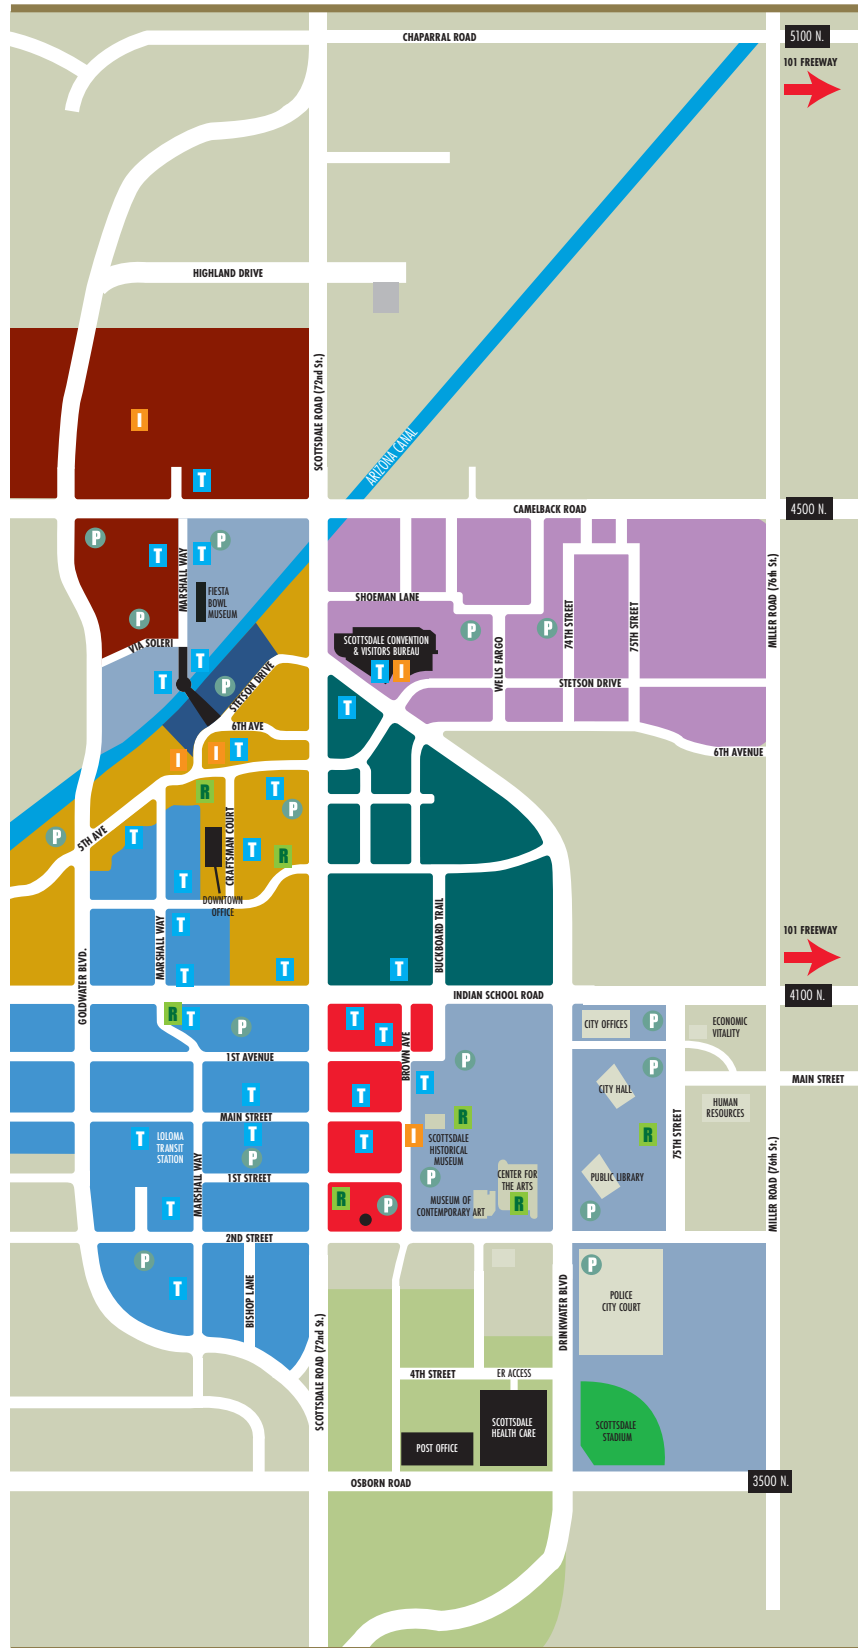 CHAPARRAL ROAD
5100 N.
101 FREEWAY
HIGHLAND DRIVE
SCOTTSDALE ROAD (72nd St.)
I
ARIZONA CANAL
T
CAMELBACK ROAD
4500 N.
P
P
T
T
MARSHALL WAY
FIESTA
BOWL
MUSEUM
SHOEMAN LANE
MILLER ROAD (76th St.)
P
VIA SOLERI
SCOTTSDALE CONVENTION
& VISITORS BUREAU
P
P
WELLS FARGO
74TH STREET
75TH STREET
T
T
T
I
P
STETSON DRIVE
STETSON DRIVE
T
6TH AVE
6TH AVENUE
I
I
T
R
T
P
P
5TH AVE
T
CRAFTSMAN COURT
T
R
T
DOWNTOWN
OFFICE
T
MARSHALL WAY
BUCKBOARD TRAIL
101 FREEWAY
GOLDWATER BLVD.
T
T
T
INDIAN SCHOOL ROAD
4100 N.
R
T
P
T
T
BROWN AVE
CITY OFFICES
P
ECONOMIC
VITALITY
1ST AVENUE
P
P
MAIN STREET
T
T
T
CITY HALL
HUMAN
RESOURCES
MAIN STREET
R
T
LOLOMA
TRANSIT
STATION
T
P
T
I
SCOTTSDALE
HISTORICAL
MUSEUM
R
75TH STREET
MILLER ROAD (76th St.)
1ST STREET
MARSHALL WAY
P
CENTER FOR
THE ARTS
PUBLIC LIBRARY
T
R
P
MUSEUM OF
CONTEMPORARY ART
R
P
2ND STREET
P
T
BISHOP LANE
SCOTTSDALE ROAD (72nd St.)
DRINKWATER BLVD
P
POLICE
CITY COURT
4TH STREET
ER ACCESS
SCOTTSDALE
HEALTH CARE
POST OFFICE
SCOTTSDALE
STADIUM
OSBORN ROAD
3500 N.